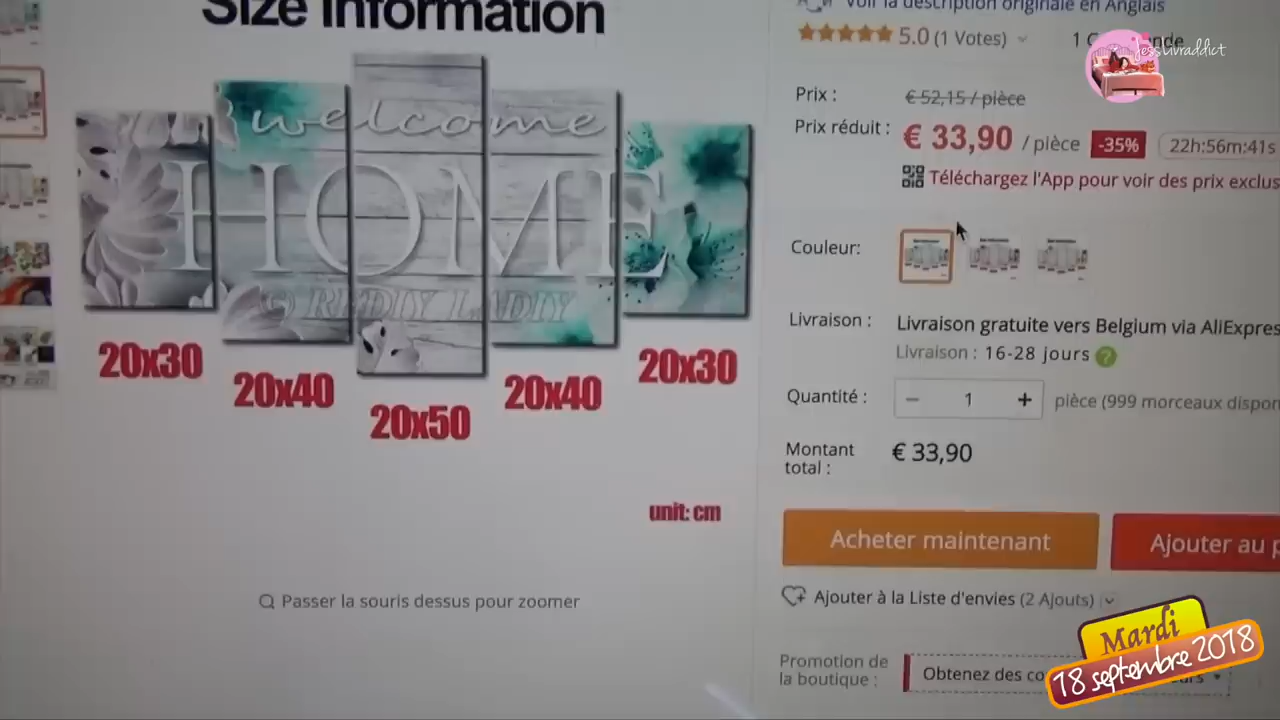 Size Information
welcome
HOME
20x30
20x40
20x50
20x40
20x30
unit: cm
Passer la souris dessus pour zoomer
Voir la description originale en Anglais
5.0 (1 Votes)
Jess Livraddict
Prix :
€ 52,15 / pièce
Prix réduit :
€ 33,90 / pièce
-35%
22h:56m:41s
Téléchargez l'App pour voir des prix exclus
Couleur:
Livraison :
Livraison gratuite vers Belgium via AliExpres
Livraison : 16-28 jours ?
Quantité :
− 1 +
pièce (999 morceaux dispon
Montant
total :
€ 33,90
Acheter maintenant
Ajouter au p
Ajouter à la Liste d'envies (2 Ajouts)
Promotion de
la boutique :
Obtenez des co
Mardi
18 septembre 2018